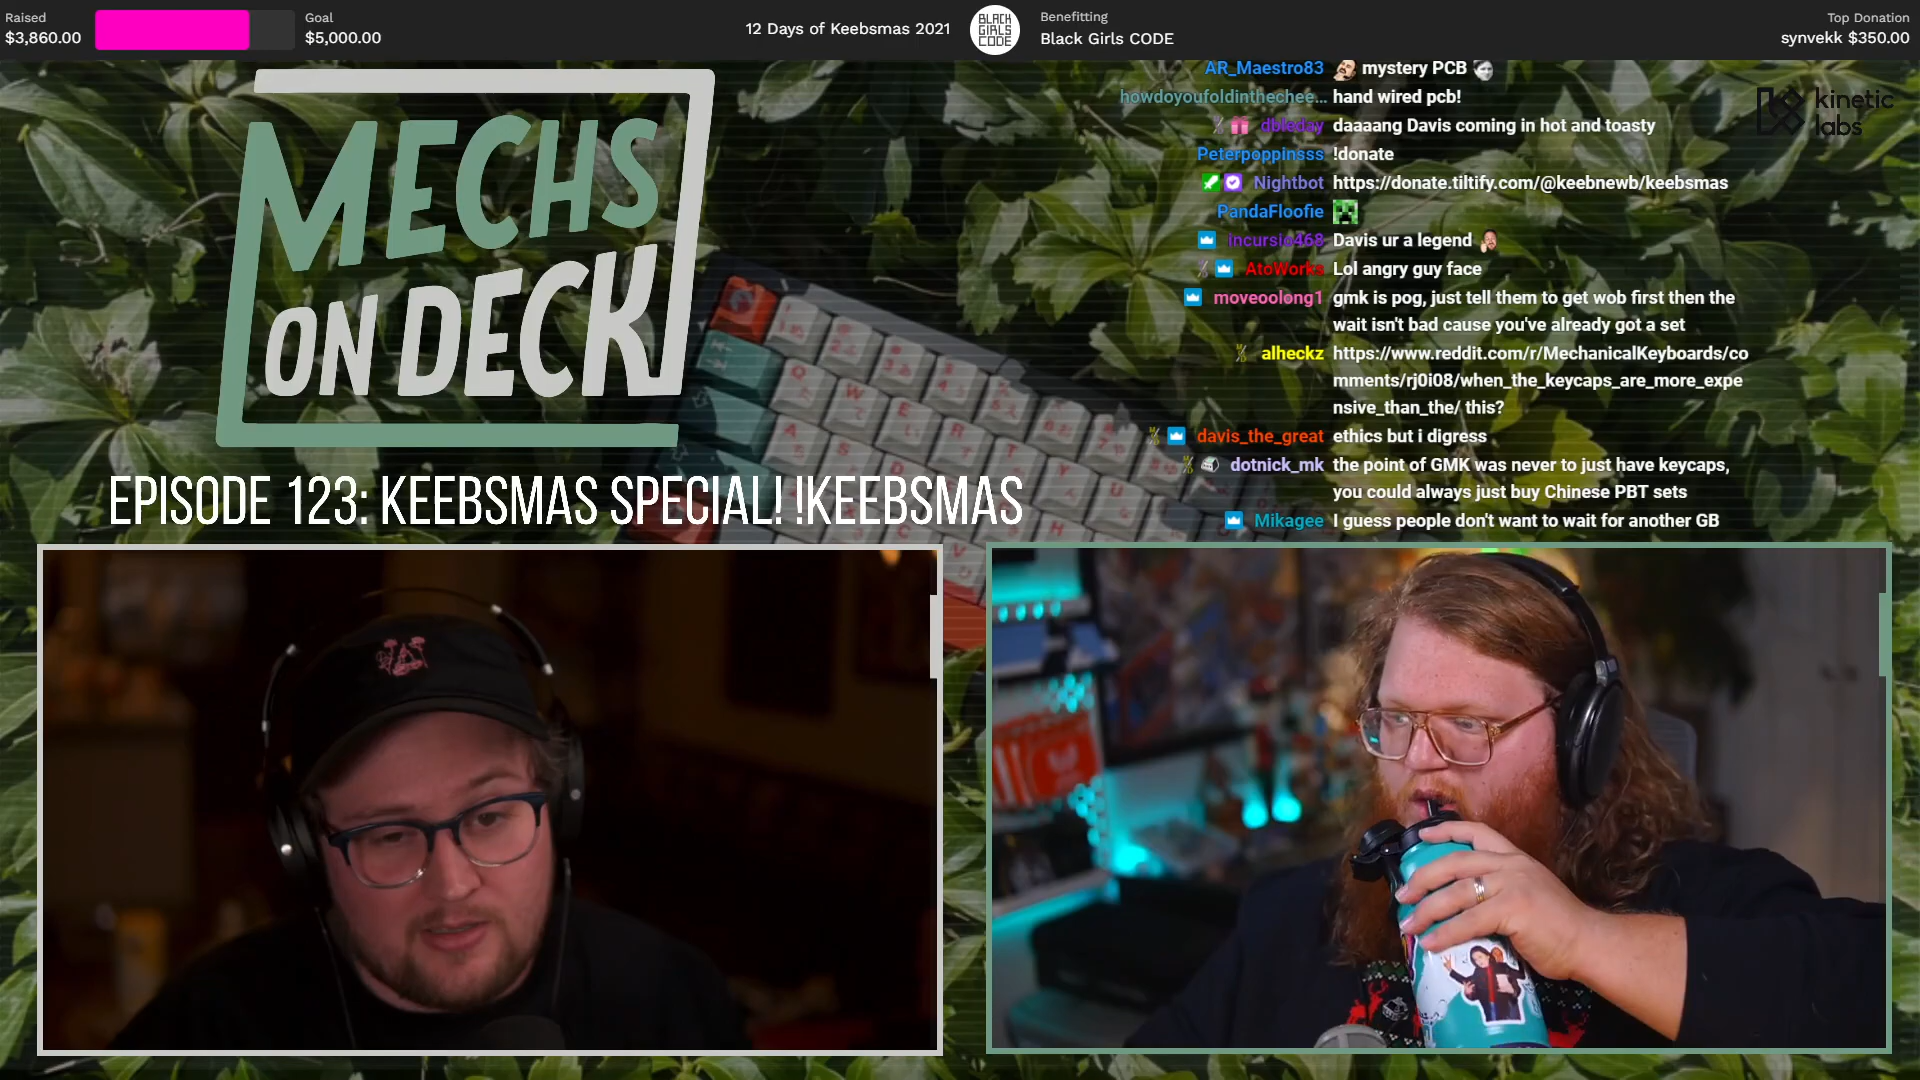 Raised
$3,860.00
Goal
$5,000.00
12 Days of Keebsmas 2021
BLACK
GIRLS
CODE
Benefitting
Black Girls CODE
Top Donation
synvekk $350.00
MECHS
ON DECK
EPISODE 123: KEEBSMAS SPECIAL! !KEEBSMAS
kinetic
labs
AR_Maestro83 mystery PCB
howdoyoufoldinthechee... hand wired pcb!
dbleday daaaang Davis coming in hot and toasty
Peterpoppinsss !donate
Nightbot https://donate.tiltify.com/@keebnewb/keebsmas
PandaFloofie
incursio468 Davis ur a legend
AtoWorks Lol angry guy face
moveoolong1 gmk is pog, just tell them to get wob first then the
wait isn't bad cause you've already got a set
alheckz https://www.reddit.com/r/MechanicalKeyboards/co
mments/rj0i08/when_the_keycaps_are_more_expe
nsive_than_the/ this?
davis_the_great ethics but i digress
dotnick_mk the point of GMK was never to just have keycaps,
you could always just buy Chinese PBT sets
Mikagee I guess people don't want to wait for another GB